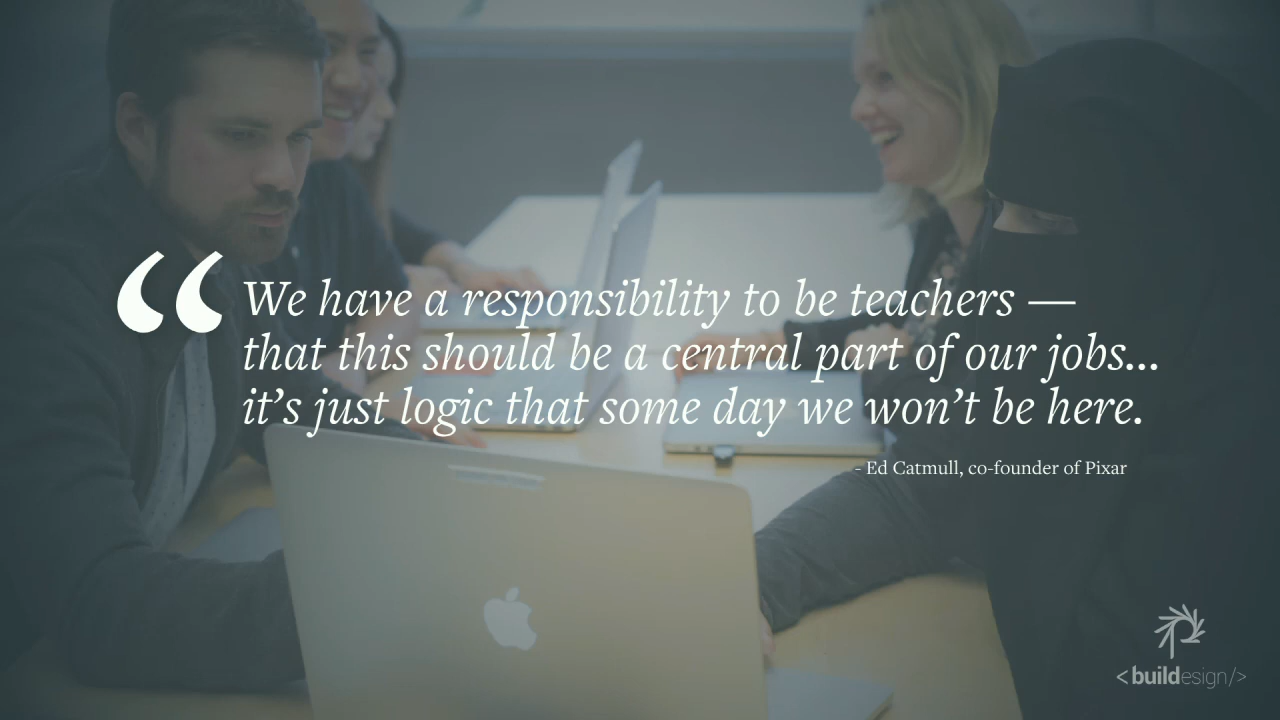 “We have a responsibility to be teachers —
that this should be a central part of our jobs...
it’s just logic that some day we won’t be here.
- Ed Catmull, co-founder of Pixar
<buildesign/>